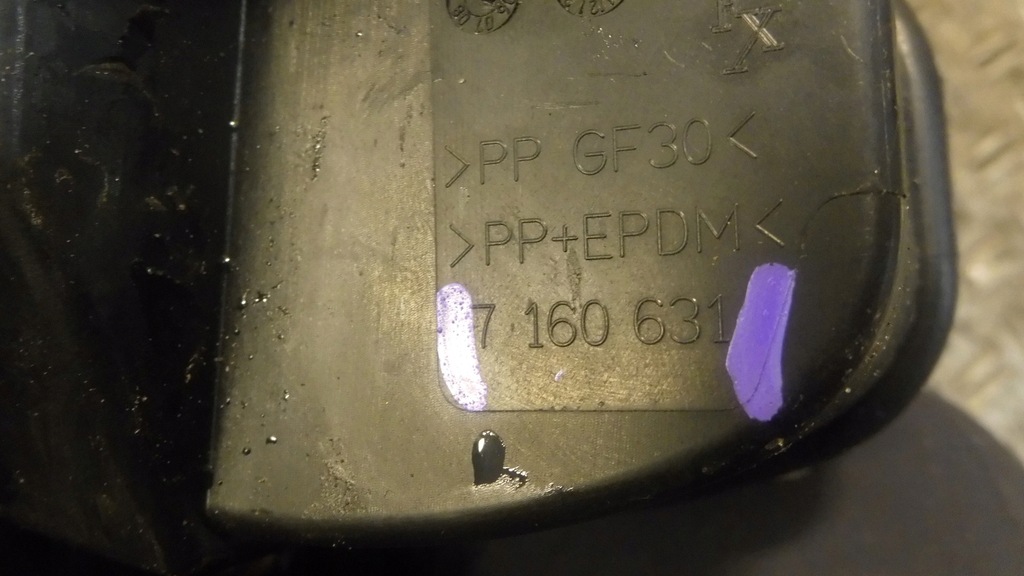 >PP GF30<
>PP+EPDM<
7 160 631